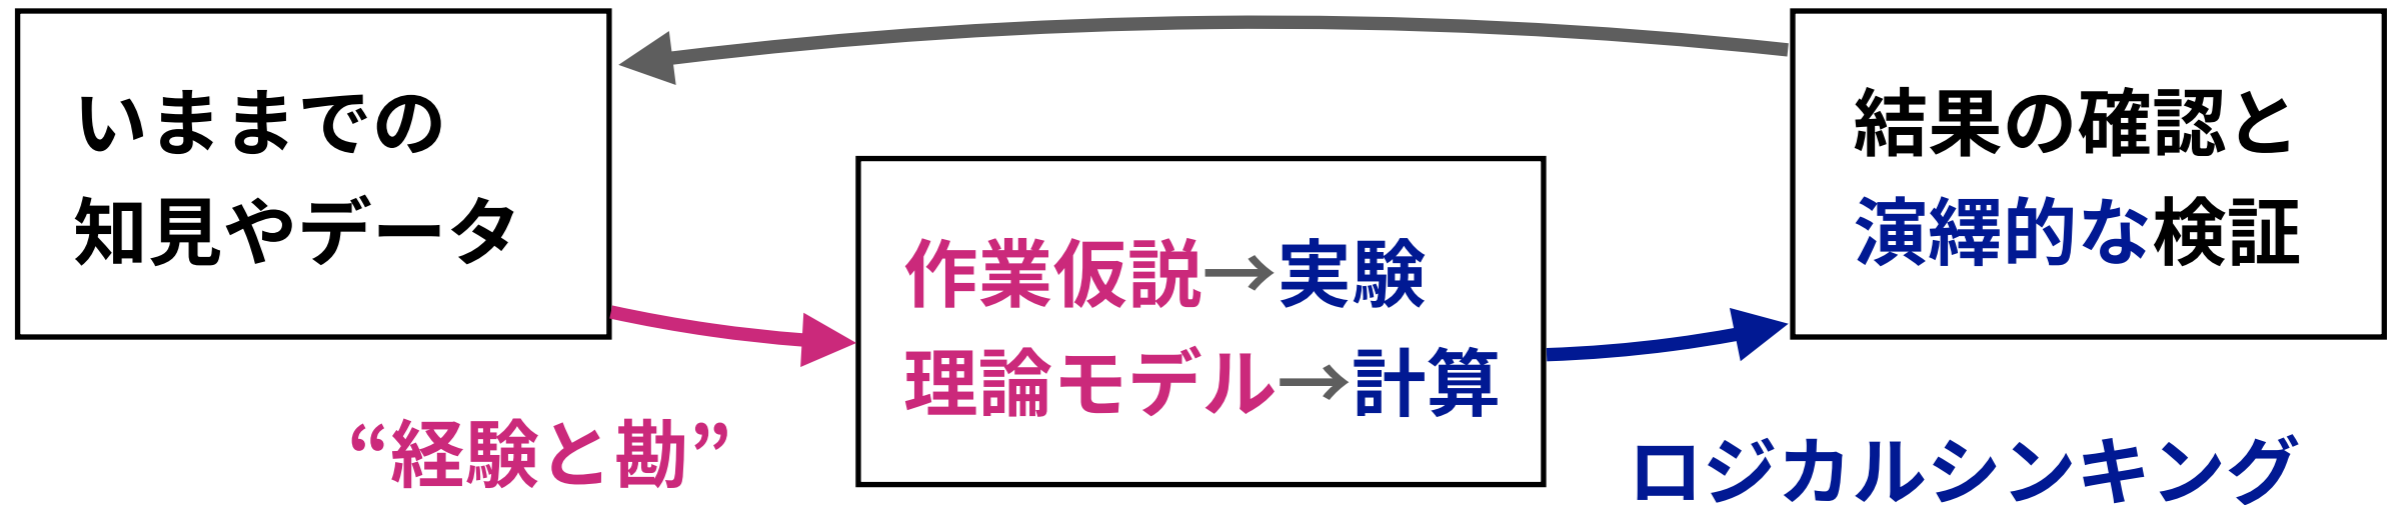 いままでの
知見やデータ
“経験と勘”
作業仮説→実験
理論モデル→計算
結果の確認と
演繹的な検証
ロジカルシンキング